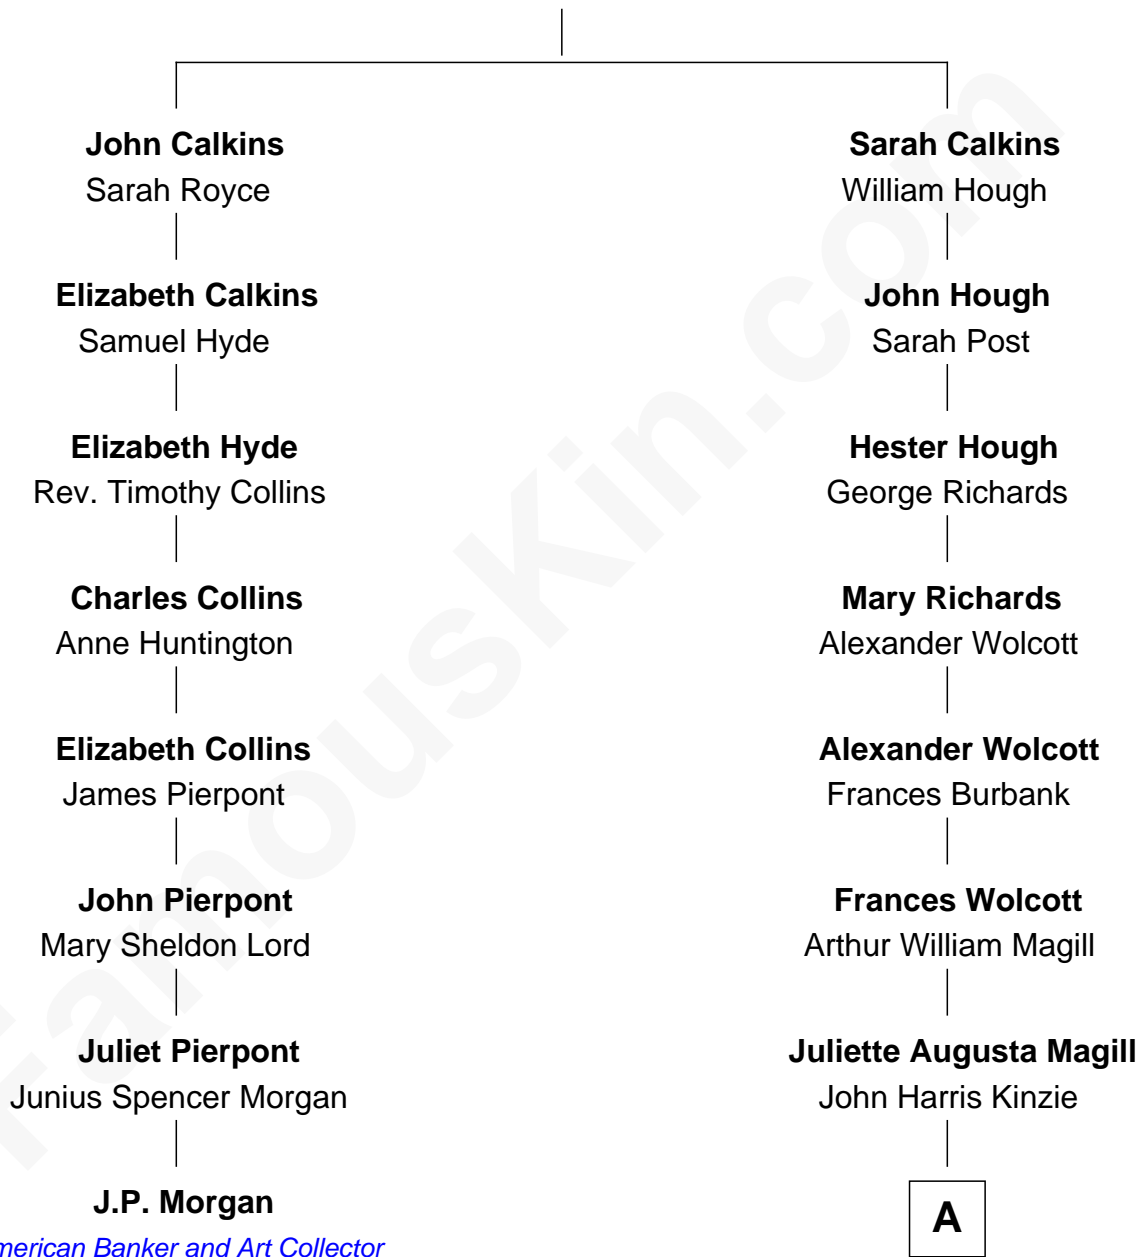 John Calkins
Sarah Royce
Elizabeth Calkins
Samuel Hyde
Elizabeth Hyde
Rev. Timothy Collins
Charles Collins
Anne Huntington
Elizabeth Collins
James Pierpont
John Pierpont
Mary Sheldon Lord
Juliet Pierpont
Junius Spencer Morgan
J.P. Morgan
merican Banker and Art Collector
Sarah Calkins
William Hough
John Hough
Sarah Post
Hester Hough
George Richards
Mary Richards
Alexander Wolcott
Alexander Wolcott
Frances Burbank
Frances Wolcott
Arthur William Magill
Juliette Augusta Magill
John Harris Kinzie
A
FamousKin.com